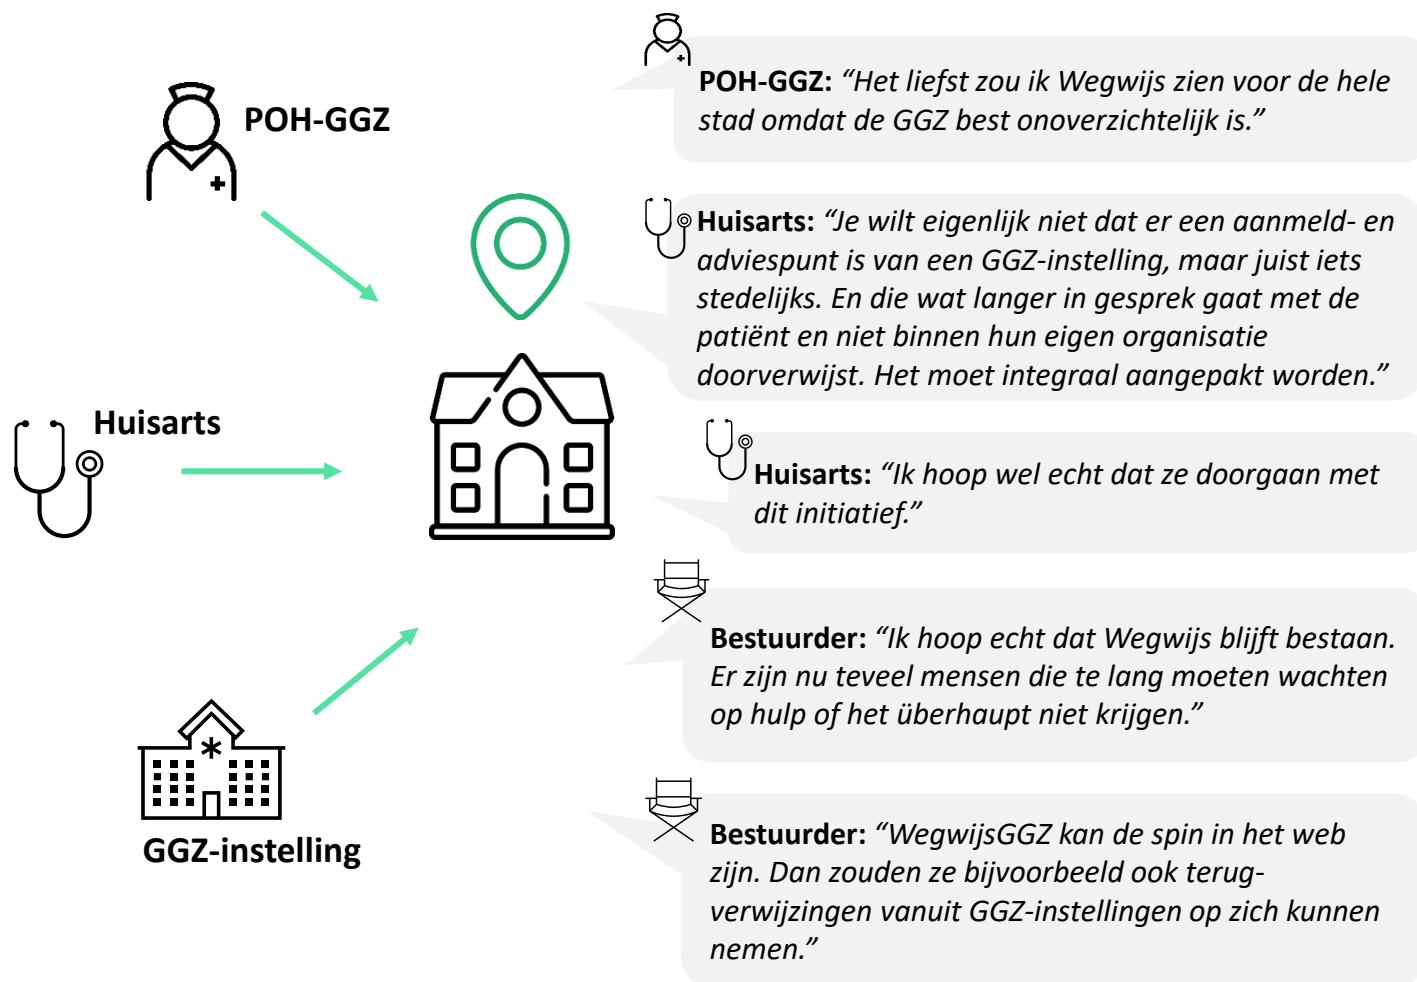 POH-GGZ
Huisarts
GGZ-instelling
POH-GGZ: “Het liefst zou ik Wegwijs zien voor de hele
stad omdat de GGZ best onoverzichtelijk is.”
Huisarts: “Je wilt eigenlijk niet dat er een aanmeld- en
adviespunt is van een GGZ-instelling, maar juist iets
stedelijks. En die wat langer in gesprek gaat met de
patiënt en niet binnen hun eigen organisatie
doorverwijst. Het moet integraal aangepakt worden.”
Huisarts: “Ik hoop wel echt dat ze doorgaan met
dit initiatief.”
Bestuurder: “Ik hoop echt dat Wegwijs blijft bestaan.
Er zijn nu teveel mensen die te lang moeten wachten
op hulp of het überhaupt niet krijgen.”
Bestuurder: “WegwijsGGZ kan de spin in het web
zijn. Dan zouden ze bijvoorbeeld ook terug-
verwijzingen vanuit GGZ-instellingen op zich kunnen
nemen.”